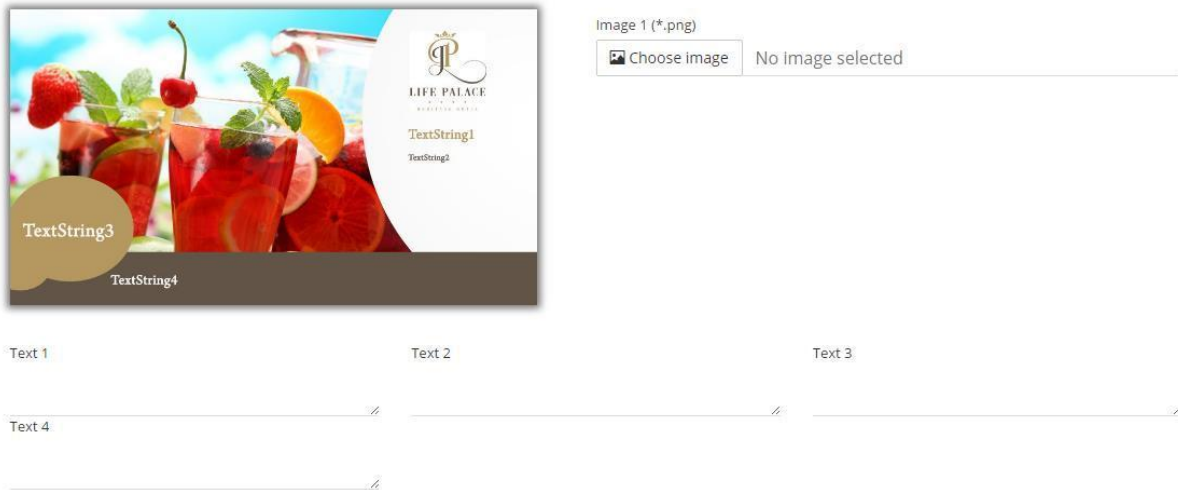 Image 1 (*.png)
Choose image
No image selected
LIFE PALACE
TextString1
TextString2
TextString3
TextString4
Text 1
Text 2
Text 3
Text 4